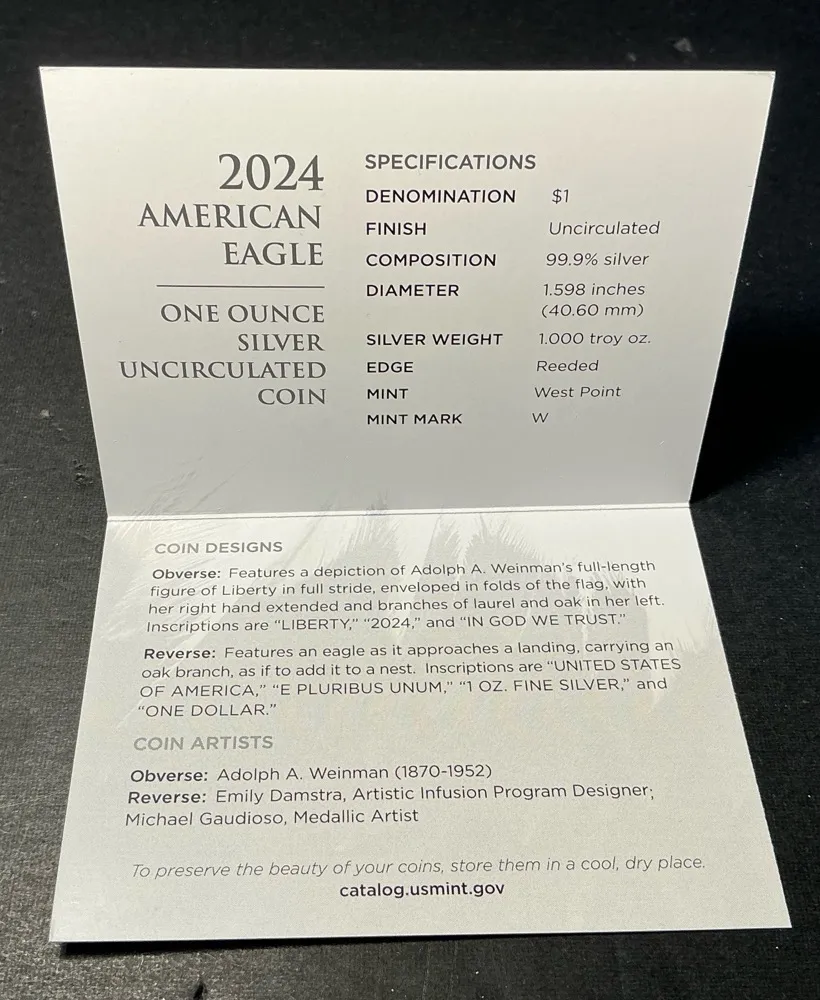 2024
AMERICAN
EAGLE
ONE OUNCE
SILVER
UNCIRCULATED
COIN
SPECIFICATIONS
DENOMINATION $1
FINISH Uncirculated
COMPOSITION 99.9% silver
DIAMETER 1.598 inches
(40.60 mm)
SILVER WEIGHT 1.000 troy oz.
EDGE Reeded
MINT West Point
MINT MARK W
COIN DESIGNS
Obverse: Features a depiction of Adolph A. Weinman's full-length
figure of Liberty in full stride, enveloped in folds of the flag, with
her right hand extended and branches of laurel and oak in her left.
Inscriptions are “LIBERTY,” “2024,” and “IN GOD WE TRUST.”
Reverse: Features an eagle as it approaches a landing, carrying an
oak branch, as if to add it to a nest. Inscriptions are “UNITED STATES
OF AMERICA,” “E PLURIBUS UNUM,” “1 OZ. FINE SILVER,” and
“ONE DOLLAR.”
COIN ARTISTS
Obverse: Adolph A. Weinman (1870-1952)
Reverse: Emily Damstra, Artistic Infusion Program Designer;
Michael Gaudioso, Medallic Artist
To preserve the beauty of your coins, store them in a cool, dry place.
catalog.usmint.gov